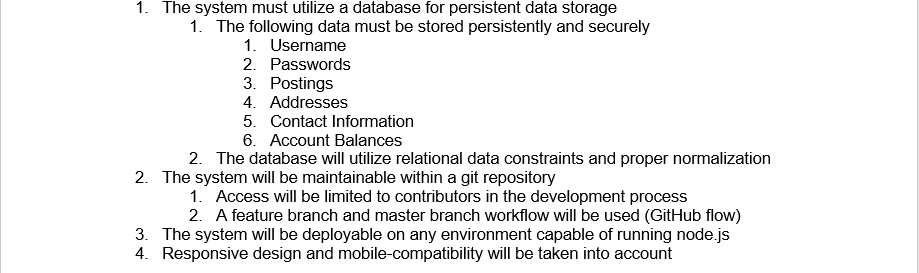 1. The system must utilize a database for persistent data storage
1. The following data must be stored persistently and securely
1. Username
2. Passwords
3. Postings
4. Addresses
5. Contact Information
6. Account Balances
2. The database will utilize relational data constraints and proper normalization
2. The system will be maintainable within a git repository
1. Access will be limited to contributors in the development process
2. A feature branch and master branch workflow will be used (GitHub flow)
3. The system will be deployable on any environment capable of running node.js
4. Responsive design and mobile-compatibility will be taken into account